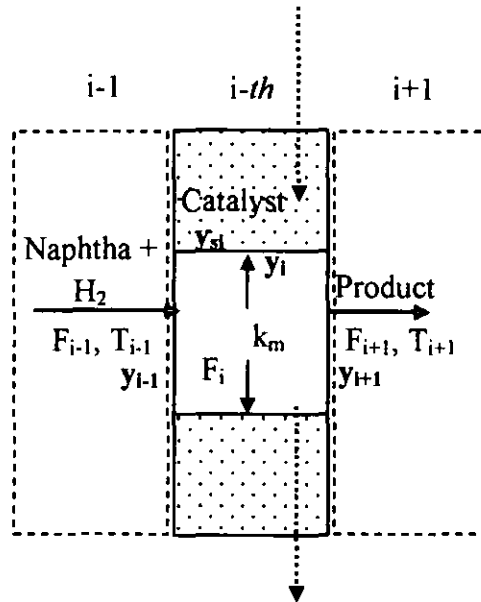 i-1 i-th i+1
Catalyst
y_si
y_i
Naphtha +
H_2
Product
F_i-1, T_i-1
k_m
F_i+1, T_i+1
y_i-1
F_i
y_i+1